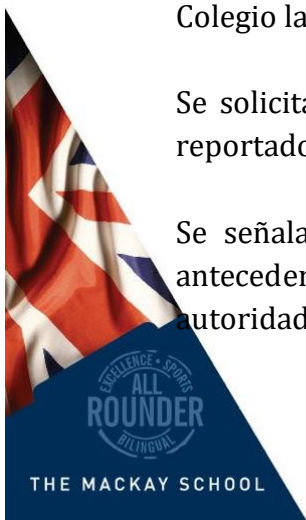 Colegio la
Se solicita
reportado
Se señala
anteceden
autoridad
EXCELLENCE • SPORTS
ALL
ROUNDER
BILINGUAL
THE MACKAY SCHOOL